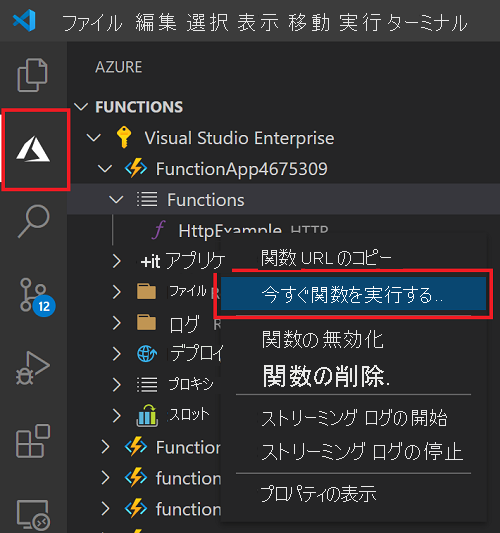 ファイル 編集 選択 表示 移動 実行 ターミナル
AZURE
FUNCTIONS
Visual Studio Enterprise
FunctionApp4675309
Functions
HttpExample HTTP
+it アプリケ
関数 URL のコピー
ファイル
今すぐ関数を実行する..
ログ
12
関数の無効化
デプロイ
関数の削除.
プロキシ
スロット
ストリーミング ログの開始
Function
ストリーミング ログの停止
function
プロパティの表示
function